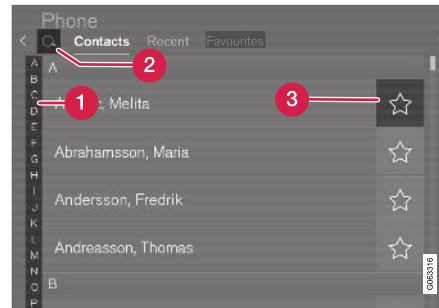 Phone
Contacts Recent Favourites
2
A
A
B
C
D
E
F
G
H
I
J
K
L
M
N
O
P
1
Melita
3
Abrahamsson, Maria
Andersson, Fredrik
Andreasson, Thomas
B
G063316